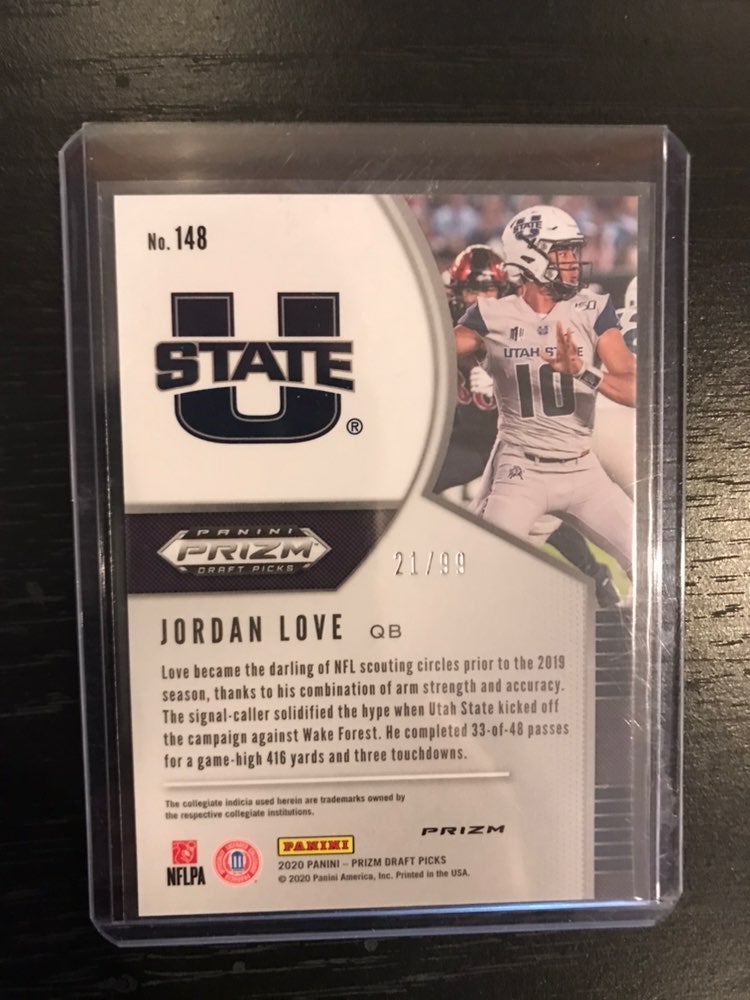 No. 148
STATE
U
STATE
®
150
UTAH STATE
10
PANINI
PRIZM
DRAFT PICKS
21/99
JORDAN LOVE QB
Love became the darling of NFL scouting circles prior to the 2019
season, thanks to his combination of arm strength and accuracy.
The signal-caller solidified the hype when Utah State kicked off
the campaign against Wake Forest. He completed 33-of-48 passes
for a game-high 416 yards and three touchdowns.
The collegiate indicia used herein are trademarks owned by
the respective collegiate institutions.
PRIZM
NFLPA
PANINI
2020 PANINI – PRIZM DRAFT PICKS
© 2020 Panini America, Inc. Printed in the USA.